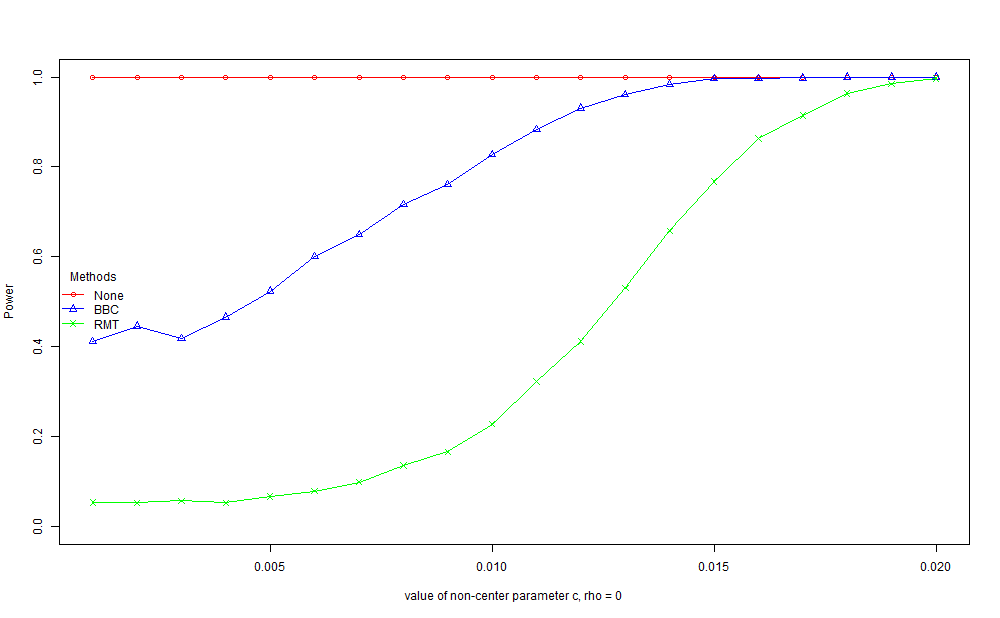 1.0
0.8
0.6
0.4
0.2
0.0
Power
Methods
None
BBC
RMT
0.005 0.010 0.015 0.020
value of non-center parameter c, rho = 0